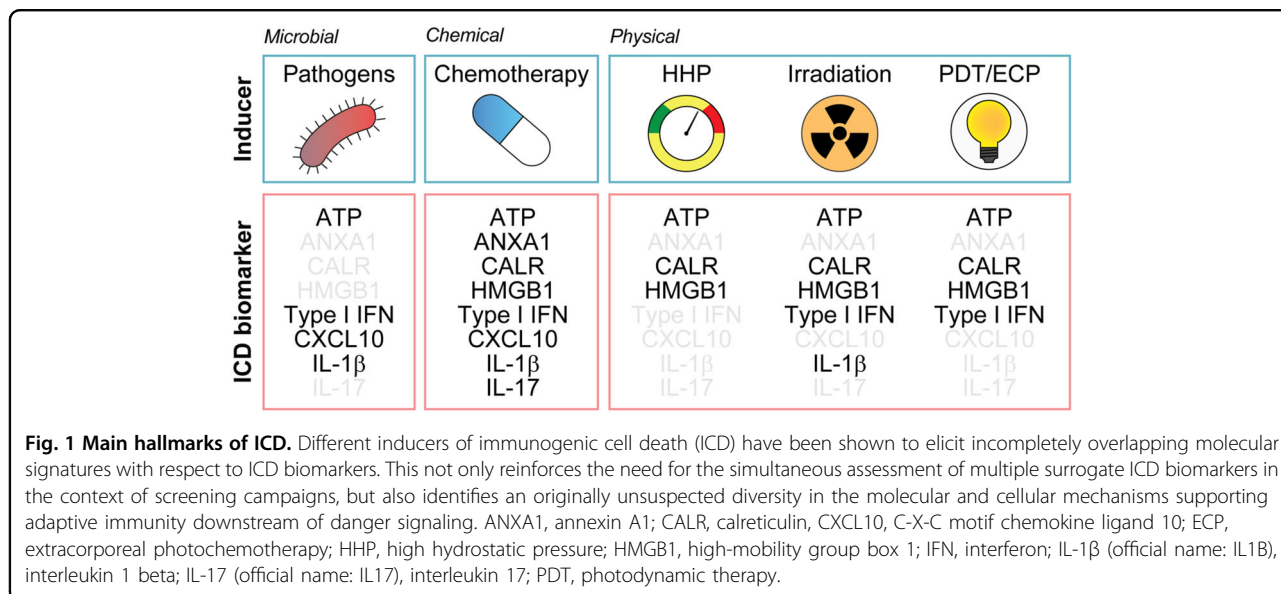 Microbial
Chemical
Physical
Inducer
Pathogens
Chemotherapy
HHP
Irradiation
PDT/ECP
ICD biomarker
ATP
ANXA1
CALR
HMGB1
Type I IFN
CXCL10
IL-1β
IL-17
ATP
ANXA1
CALR
HMGB1
Type I IFN
CXCL10
IL-1β
IL-17
ATP
ANXA1
CALR
HMGB1
Type I IFN
CXCL10
IL-1β
IL-17
ATP
ANXA1
CALR
HMGB1
Type I IFN
CXCL10
IL-1β
IL-17
ATP
ANXA1
CALR
HMGB1
Type I IFN
CXCL10
IL-1β
IL-17
Fig. 1 Main hallmarks of ICD. Different inducers of immunogenic cell death (ICD) have been shown to elicit incompletely overlapping molecular
signatures with respect to ICD biomarkers. This not only reinforces the need for the simultaneous assessment of multiple surrogate ICD biomarkers in
the context of screening campaigns, but also identifies an originally unsuspected diversity in the molecular and cellular mechanisms supporting
adaptive immunity downstream of danger signaling. ANXA1, annexin A1; CALR, calreticulin, CXCL10, C-X-C motif chemokine ligand 10; ECP,
extracorporeal photochemotherapy; HHP, high hydrostatic pressure; HMGB1, high-mobility group box 1; IFN, interferon; IL-1β (official name: IL1B),
interleukin 1 beta; IL-17 (official name: IL17), interleukin 17; PDT, photodynamic therapy.